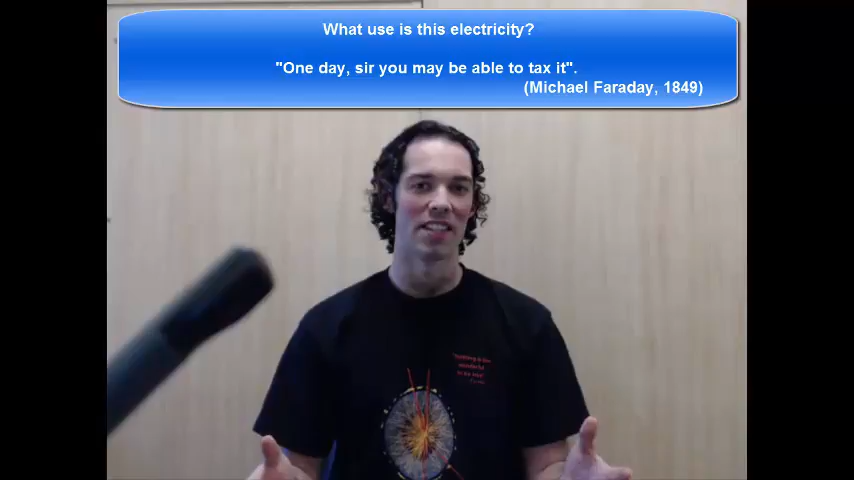 What use is this electricity?
"One day, sir you may be able to tax it".
(Michael Faraday, 1849)